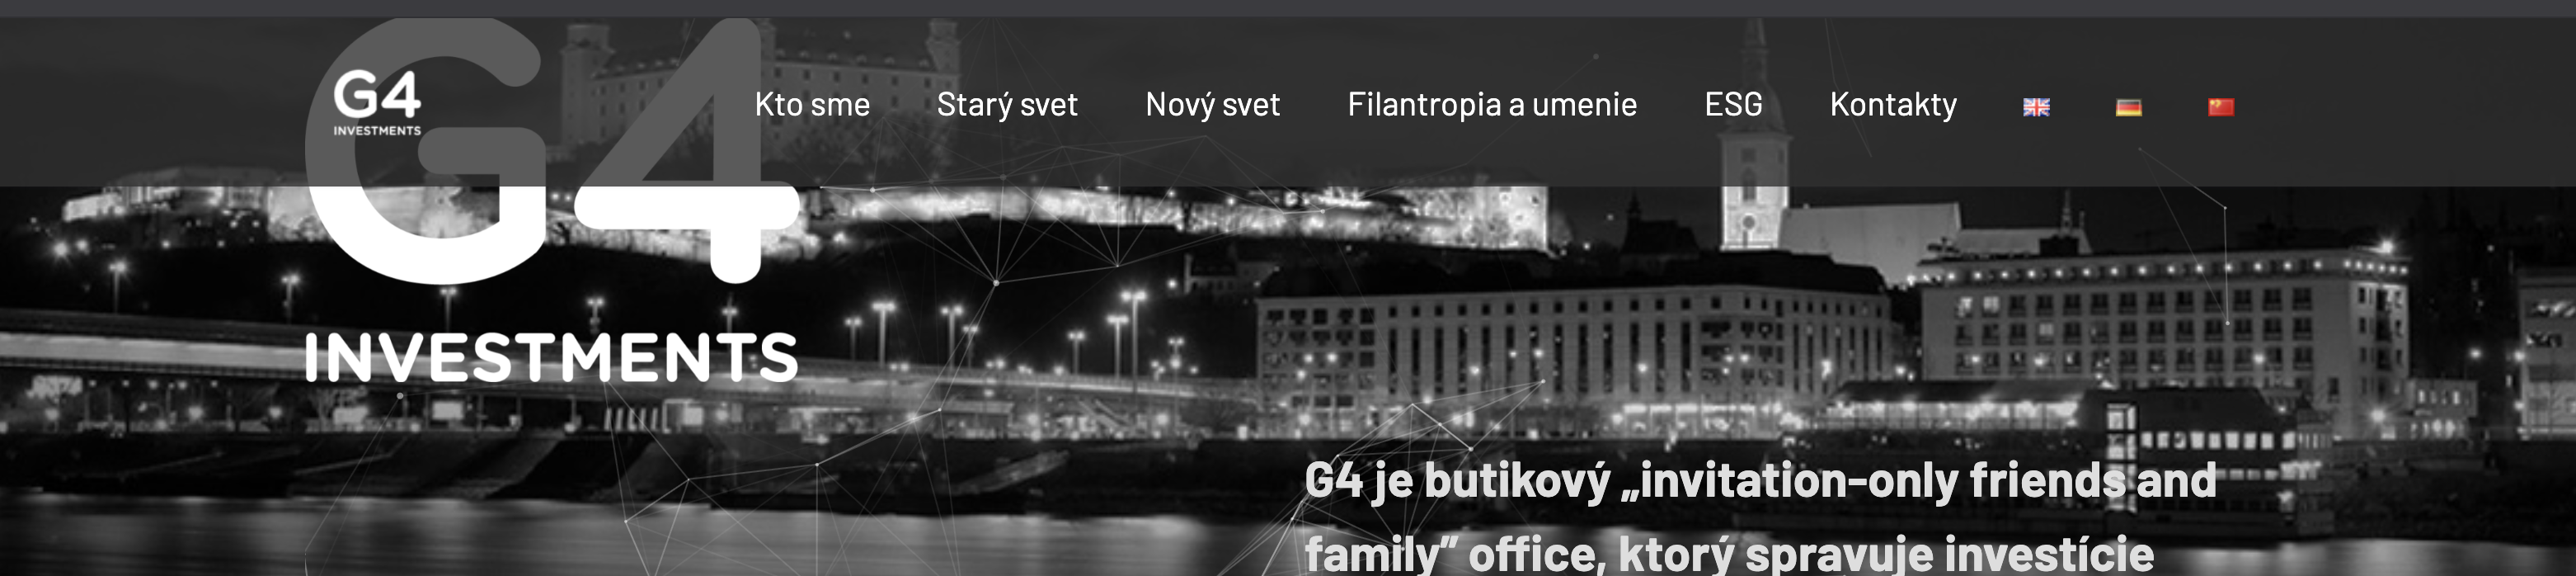 G4
INVESTMENTS
Kto sme Starý svet Nový svet Filantropia a umenie ESG Kontakty
G4
INVESTMENTS
G4 je butikový „invitation-only friends and
family” office, ktorý spravuje investície